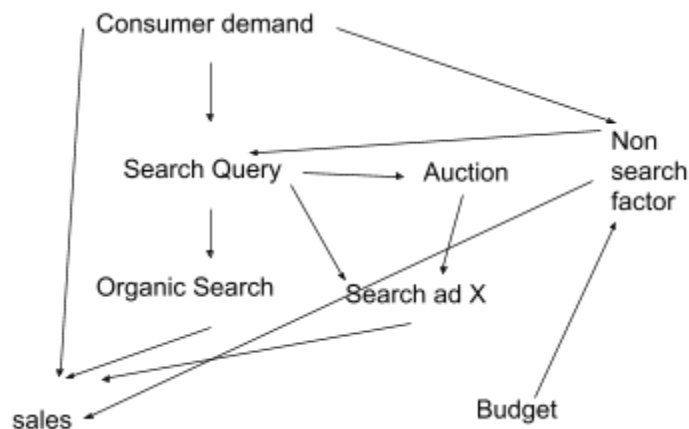 Consumer demand
Non
search
factor
Search Query
Auction
Organic Search
Search ad X
Budget
sales